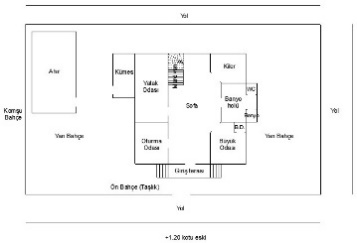 Yol
Ahır
Kümes
Yatak
Odası
Kiler
WC
Sofa
Banyo
holü
Banyo
Komşu
Bahçe
Yol
Yan Bahçe
Oturma
Odası
B.D.
Büyük
Odası
Yan Bahçe
Giriş terası
Ön Bahçe (Taşlık)
Yol
+1.20 kotu eski